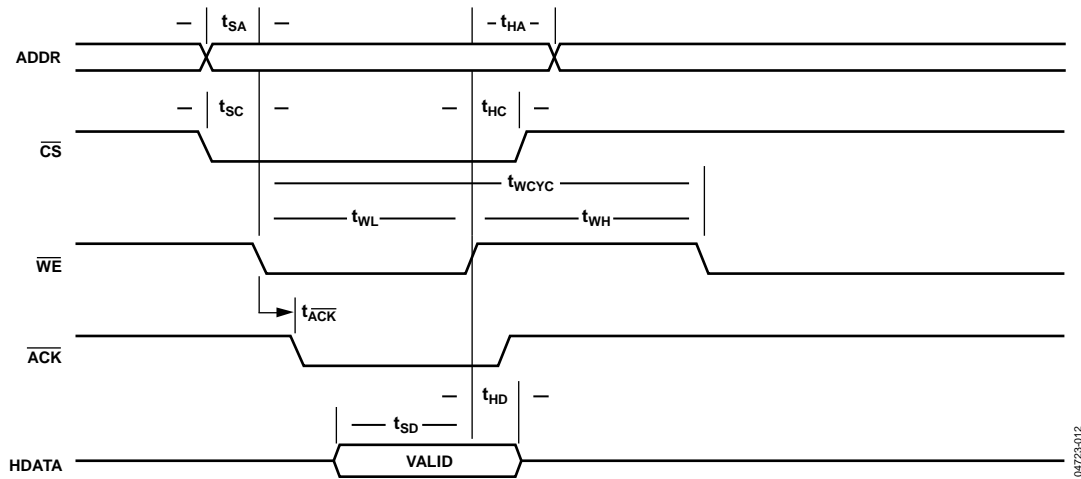 tSA
tHA
ADDR
tSC
tHC
CS
tWCYC
tWL
tWH
WE
tACK
ACK
tHD
tSD
HDATA
VALID
04723-012